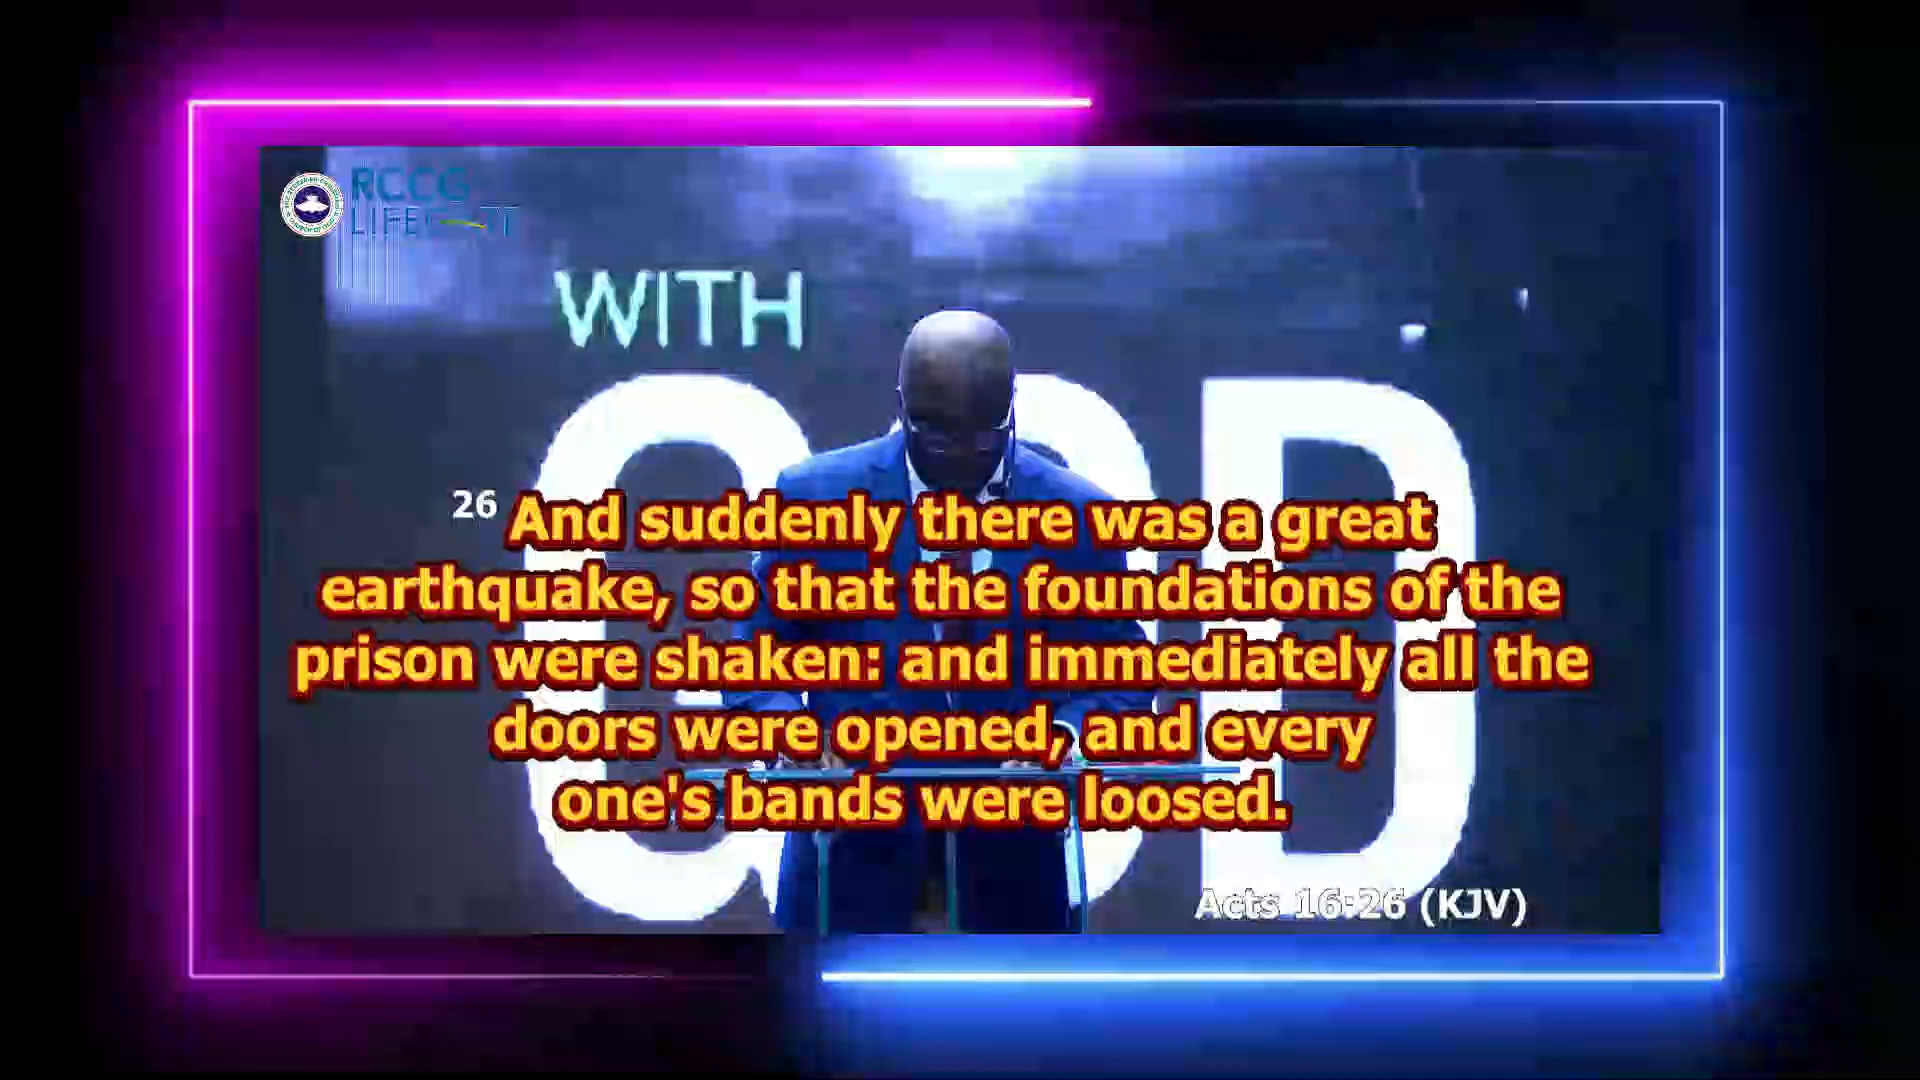 RCCG
WITH
GOD
26 And suddenly there was a great
earthquake, so that the foundations of the
prison were shaken: and immediately all the
doors were opened, and every
one's bands were loosed.
Acts 16:26 (KJV)